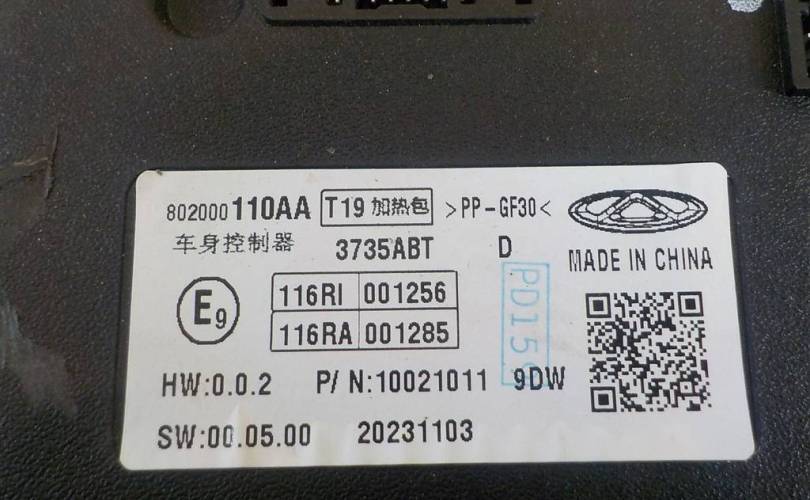 802000110AA T19 加热包 >PP-GF30<
车身控制器 3735ABT D MADE IN CHINA
E9 116RI 001256
116RA 001285
PD159
HW:0.0.2 P/N:10021011 9DW
SW:00.05.00 20231103